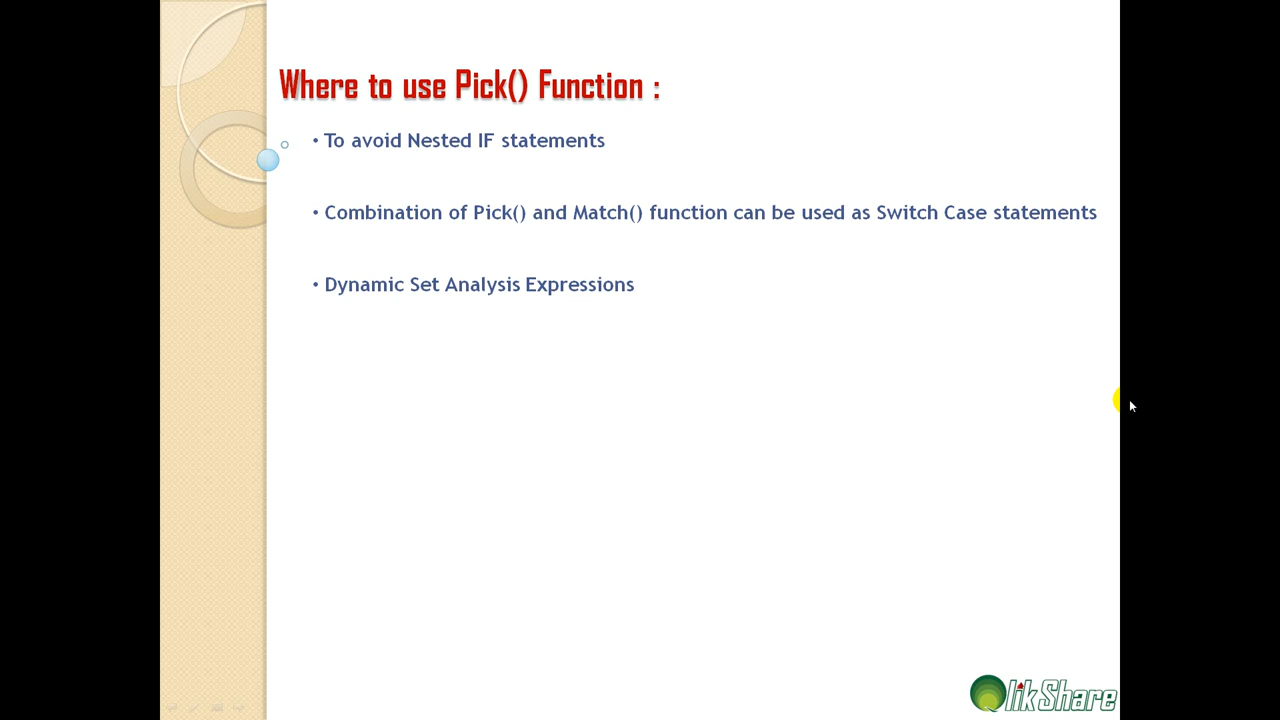 Where to use Pick() Function :
• To avoid Nested IF statements
• Combination of Pick() and Match() function can be used as Switch Case statements
• Dynamic Set Analysis Expressions
QlikShare